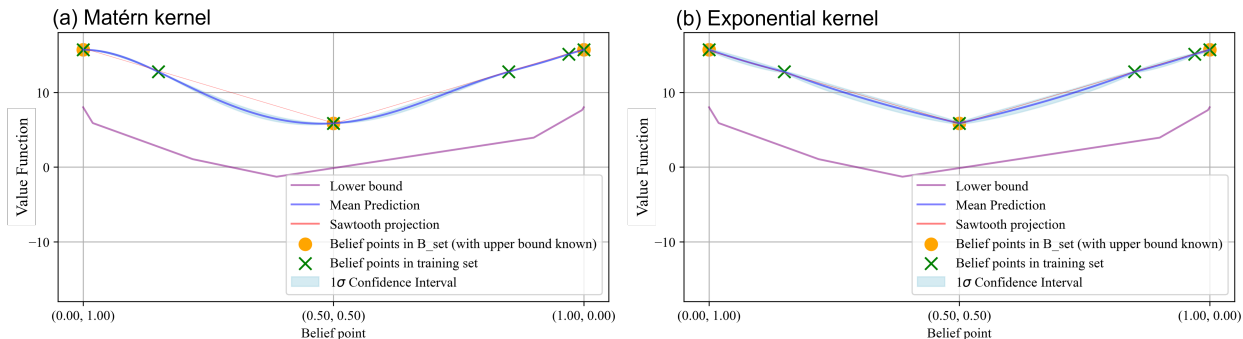 (a) Matérn kernel
Value Function
10
0
−10
Lower bound
Mean Prediction
Sawtooth projection
Belief points in B_set (with upper bound known)
Belief points in training set
1σ Confidence Interval
(0.00, 1.00)
(0.50, 0.50)
(1.00, 0.00)
Belief point
(b) Exponential kernel
Value Function
10
0
−10
Lower bound
Mean Prediction
Sawtooth projection
Belief points in B_set (with upper bound known)
Belief points in training set
1σ Confidence Interval
(0.00, 1.00)
(0.50, 0.50)
(1.00, 0.00)
Belief point